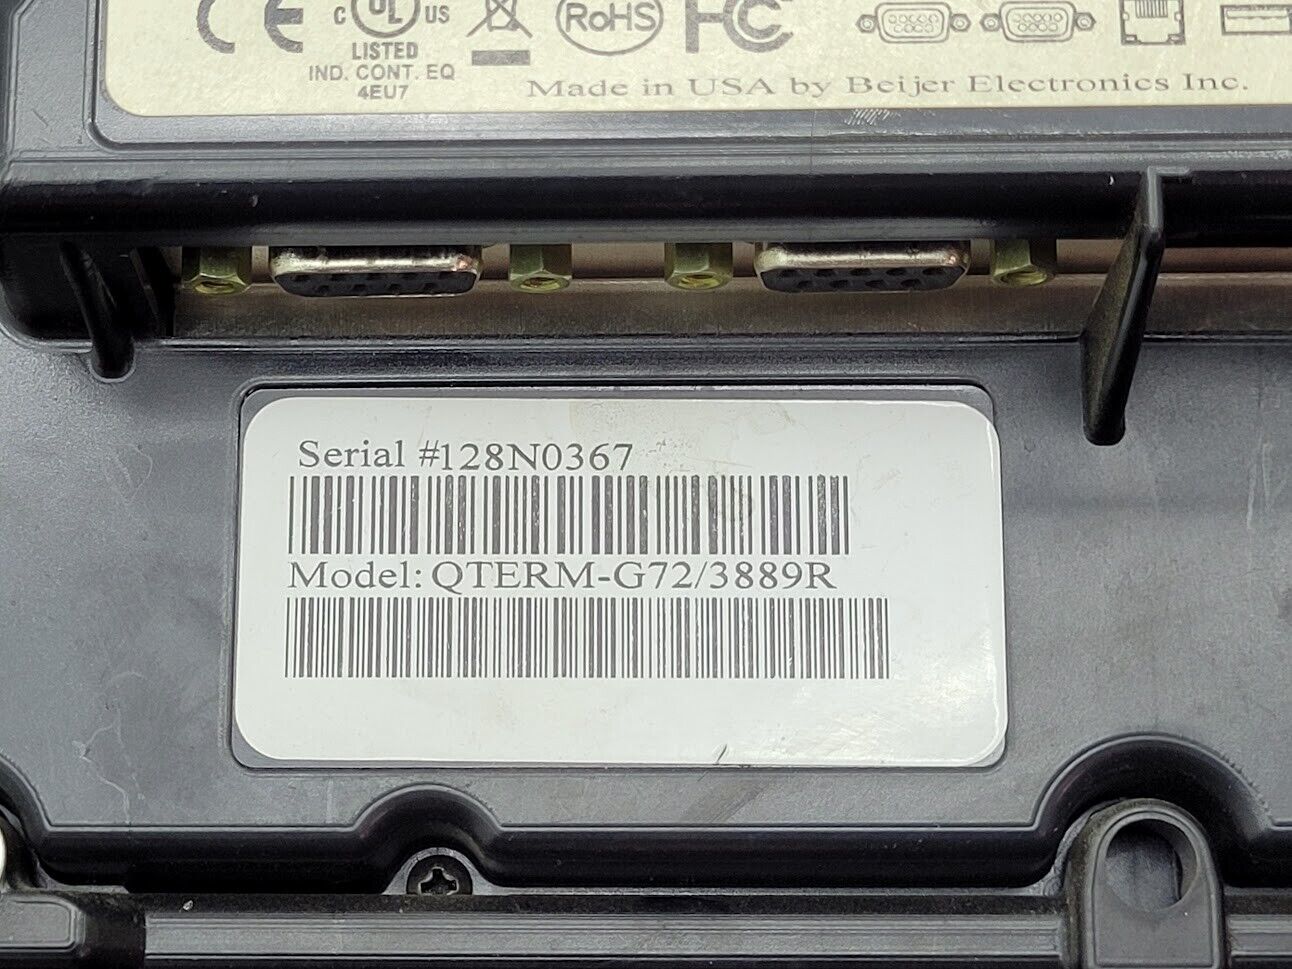 CE
c UL US
LISTED
IND. CONT. EQ
4EU7
RoHS
FC
Made in USA by Beijer Electronics Inc.
Serial #128N0367
Model: QTERM-G72/3889R